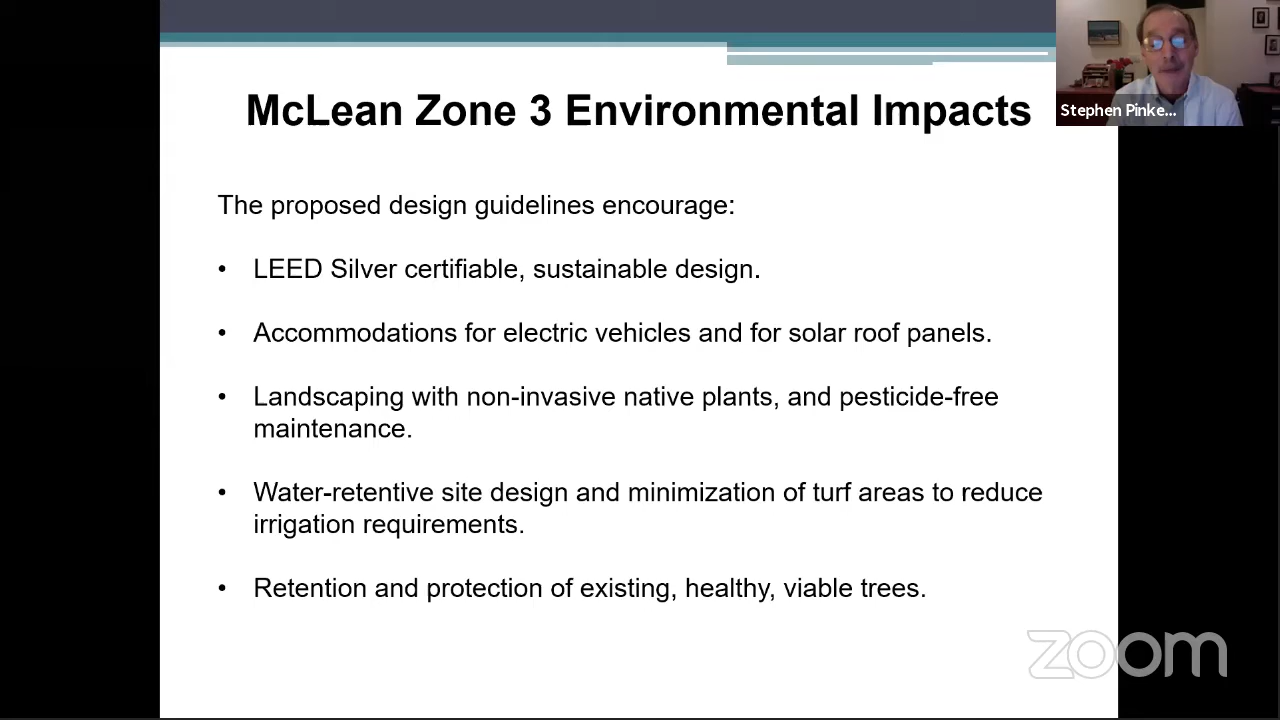 McLean Zone 3 Environmental Impacts
Stephen Pinke...
The proposed design guidelines encourage:
• LEED Silver certifiable, sustainable design.
• Accommodations for electric vehicles and for solar roof panels.
• Landscaping with non-invasive native plants, and pesticide-free
maintenance.
• Water-retentive site design and minimization of turf areas to reduce
irrigation requirements.
• Retention and protection of existing, healthy, viable trees.
zoom